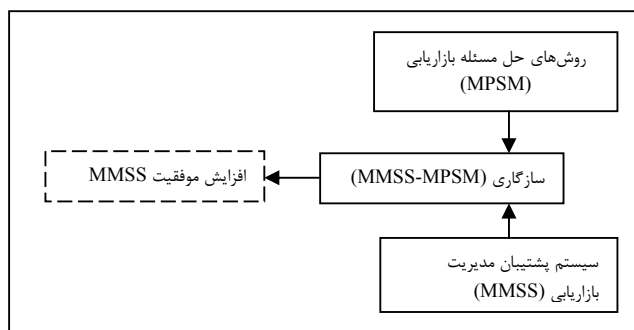 روش‌های حل مسئله بازاریابی
(MPSM)
سازگاری (MMSS-MPSM)
افزایش موفقیت MMSS
سیستم پشتیبان مدیریت
بازاریابی (MMSS)